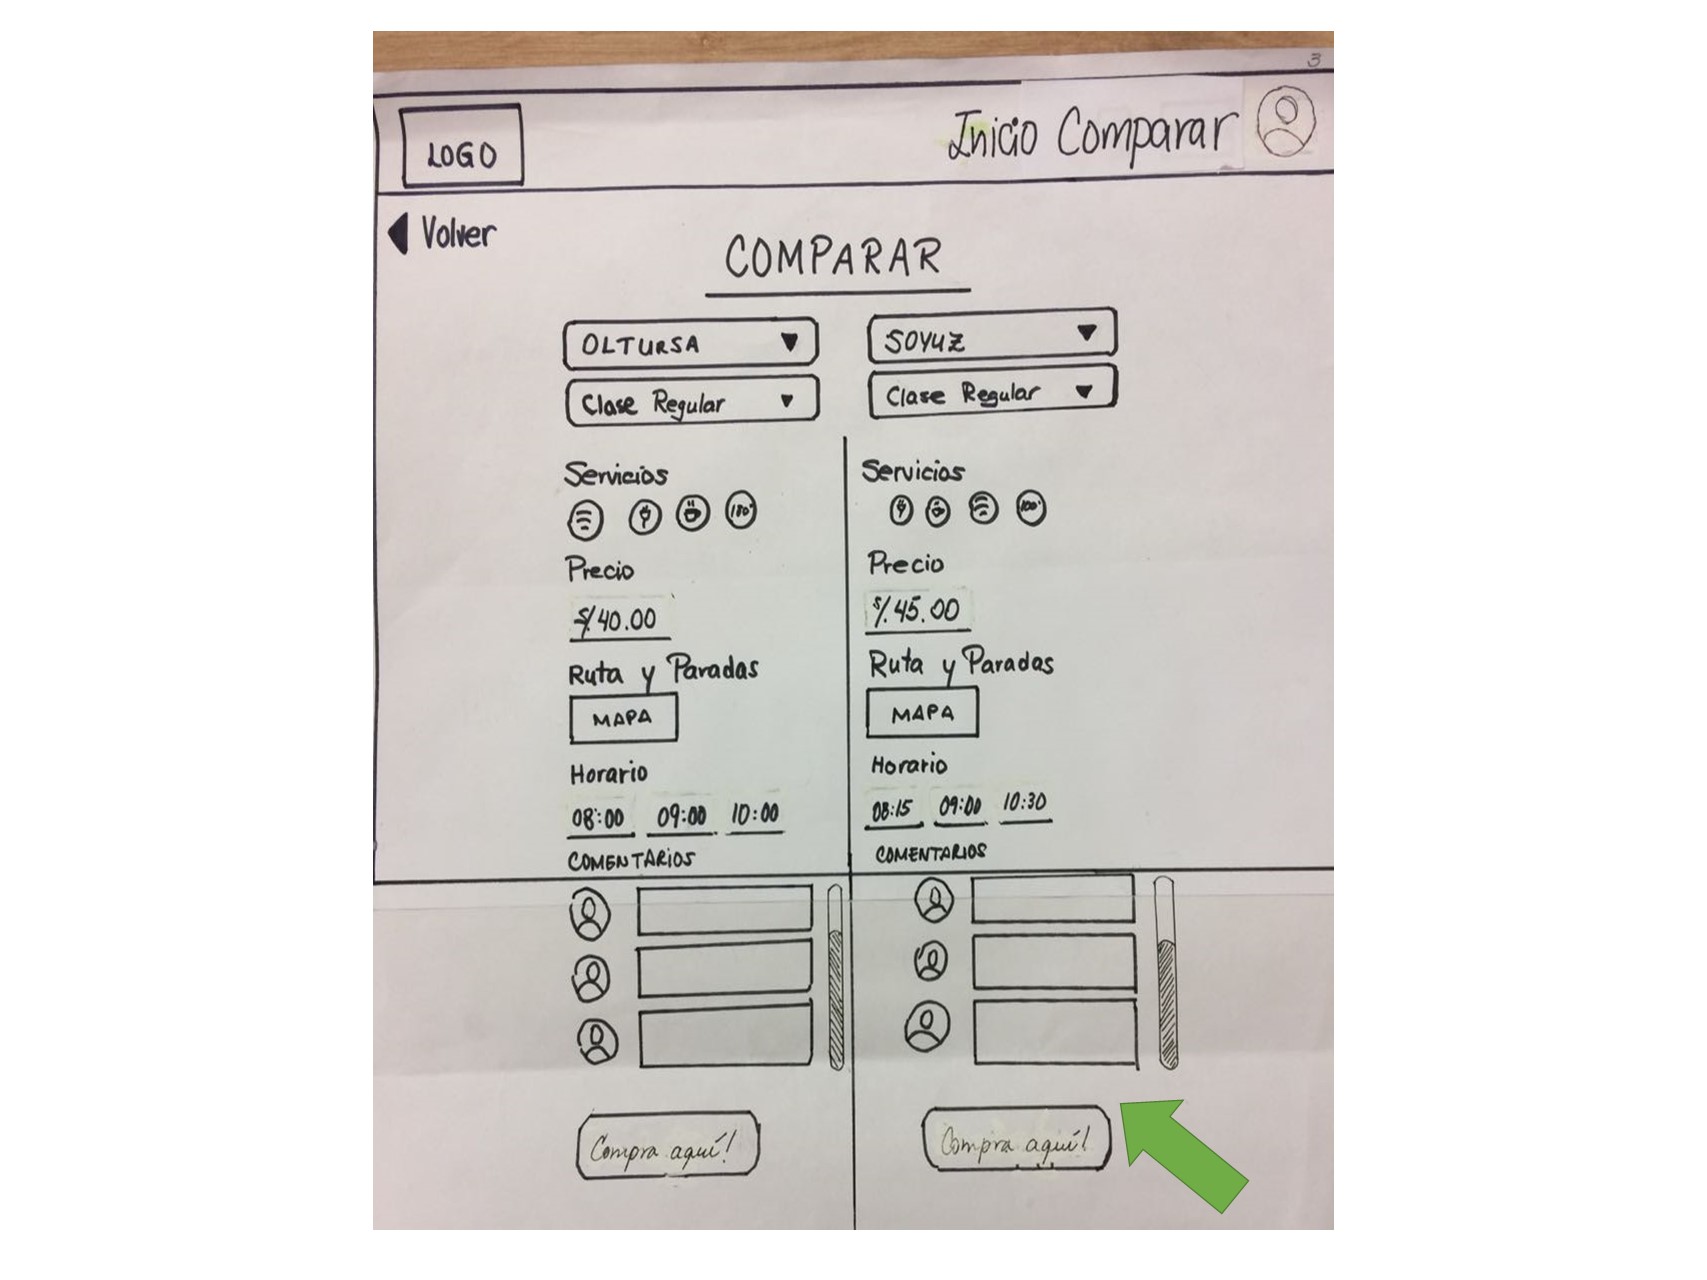 3
LOGO
Inicio Comparar
Volver
COMPARAR
OLTURSA
SOYUZ
Clase Regular
Clase Regular
Servicios
180°
Servicios
Precio
S/.40.00
Precio
S/.45.00
Ruta y Paradas
MAPA
Ruta y Paradas
MAPA
Horario
08:00 09:00 10:00
Horario
08:15 09:00 10:30
COMENTARIOS
COMENTARIOS
Compra aquí!
Compra aquí!